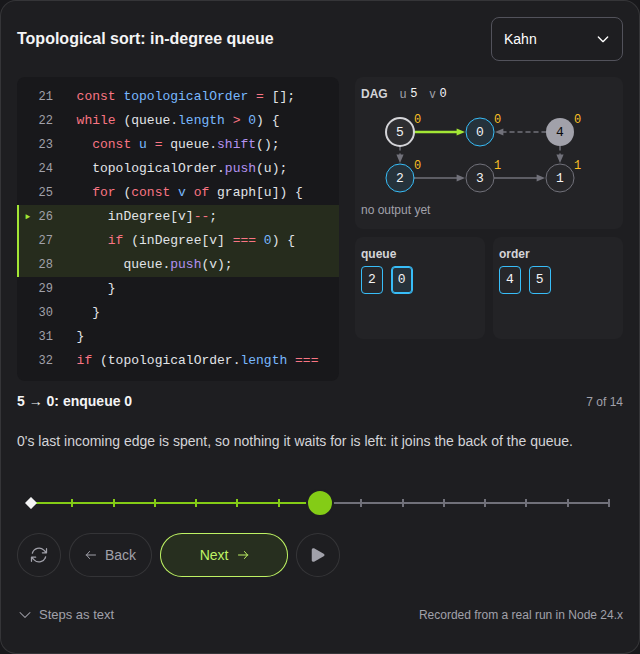 Topological sort: in-degree queue
Kahn
21 const topologicalOrder = [];
22 while (queue.length > 0) {
23 const u = queue.shift();
24 topologicalOrder.push(u);
25 for (const v of graph[u]) {
26 inDegree[v]--;
27 if (inDegree[v] === 0) {
28 queue.push(v);
29 }
30 }
31 }
32 if (topologicalOrder.length ===
DAG u 5 v 0
0 0 0
5 0 4
0 1 1
2 3 1
no output yet
queue
2 0
order
4 5
5 → 0: enqueue 0
7 of 14
0's last incoming edge is spent, so nothing it waits for is left: it joins the back of the queue.
← Back
Next →
Steps as text
Recorded from a real run in Node 24.x